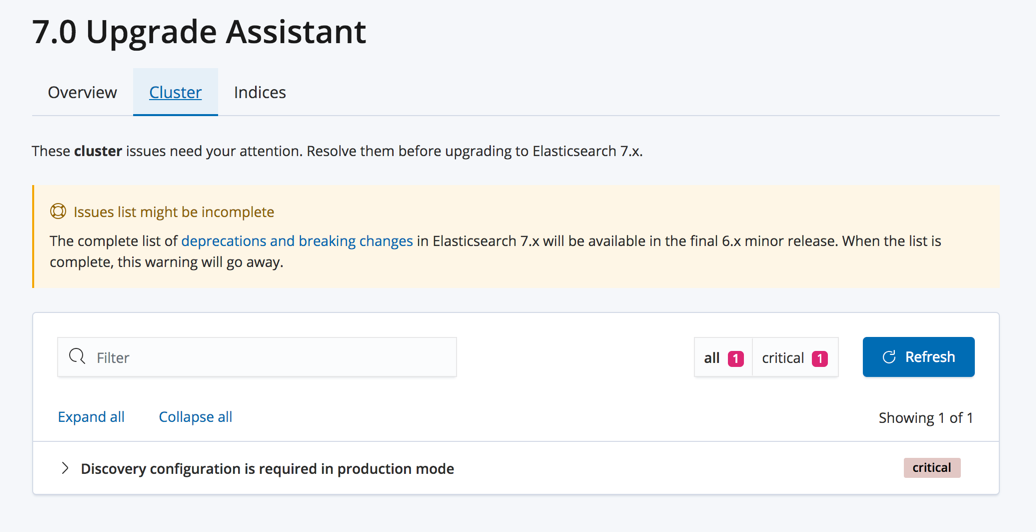 7.0 Upgrade Assistant
Overview Cluster Indices
These cluster issues need your attention. Resolve them before upgrading to Elasticsearch 7.x.
Issues list might be incomplete
The complete list of deprecations and breaking changes in Elasticsearch 7.x will be available in the final 6.x minor release. When the list is
complete, this warning will go away.
Filter all 1 critical 1 Refresh
Expand all Collapse all Showing 1 of 1
Discovery configuration is required in production mode critical